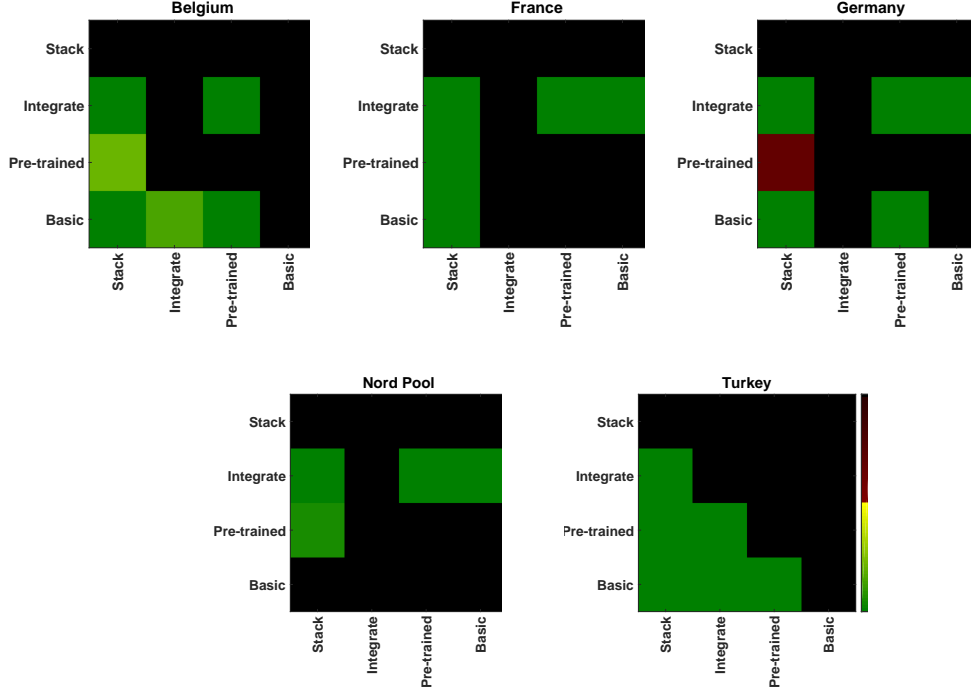 Belgium
Stack
Integrate
Pre-trained
Basic
Stack
Integrate
Pre-trained
Basic
France
Stack
Integrate
Pre-trained
Basic
Stack
Integrate
Pre-trained
Basic
Germany
Stack
Integrate
Pre-trained
Basic
Stack
Integrate
Pre-trained
Basic
Nord Pool
Stack
Integrate
Pre-trained
Basic
Stack
Integrate
Pre-trained
Basic
Turkey
Stack
Integrate
Pre-trained
Basic
Stack
Integrate
Pre-trained
Basic